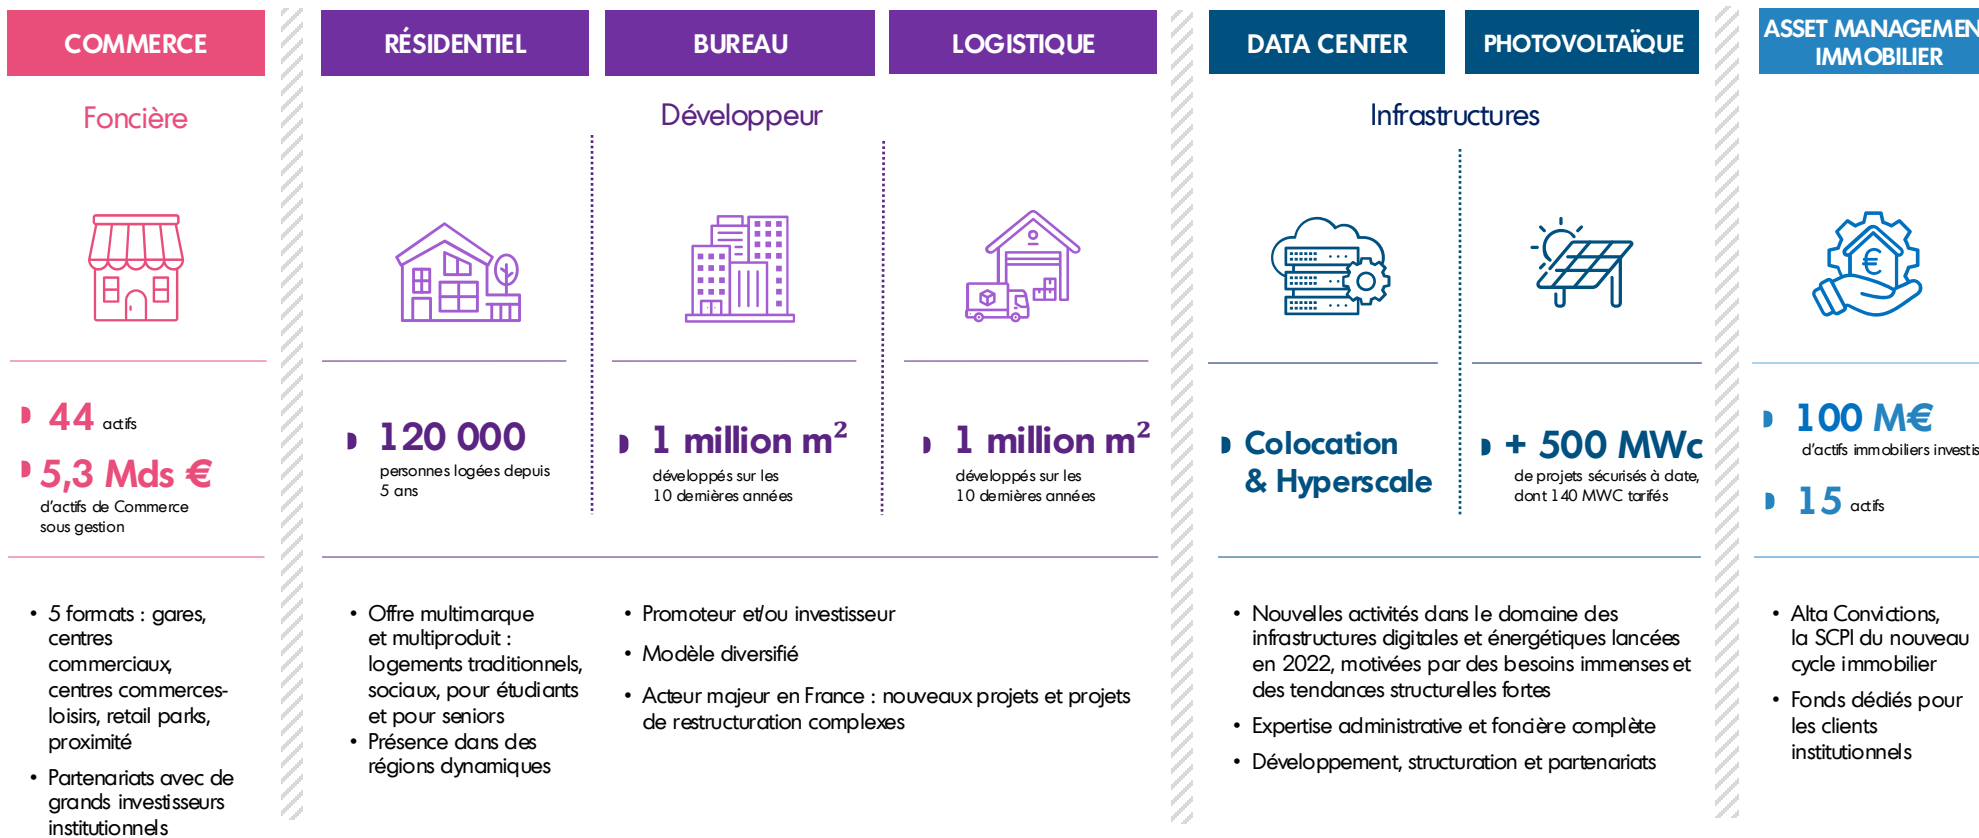 COMMERCE
Foncière
44 actifs
5,3 Mds €
d'actifs de Commerce
sous gestion
• 5 formats : gares,
centres
commerciaux,
centres commerces-
loisirs, retail parks,
proximité
• Partenariats avec de
grands investisseurs
institutionnels
RÉSIDENTIEL
BUREAU
LOGISTIQUE
Développeur
120 000
personnes logées depuis
5 ans
1 million m²
développés sur les
10 dernières années
1 million m²
développés sur les
10 dernières années
• Offre multimarque
et multiproduit :
logements traditionnels,
sociaux, pour étudiants
et pour seniors
• Présence dans des
régions dynamiques
• Promoteur et/ou investisseur
• Modèle diversifié
• Acteur majeur en France : nouveaux projets et projets
de restructuration complexes
DATA CENTER
PHOTOVOLTAÏQUE
Infrastructures
Colocation
& Hyperscale
+ 500 MWc
de projets sécurisés à date,
dont 140 MWC tarifés
• Nouvelles activités dans le domaine des
infrastructures digitales et énergétiques lancées
en 2022, motivées par des besoins immenses et
des tendances structurelles fortes
• Expertise administrative et foncière complète
• Développement, structuration et partenariats
ASSET MANAGEMEN
IMMOBILIER
€
100 M€
d'actifs immobiliers investis
15 actifs
• Alta Convictions,
la SCPI du nouveau
cycle immobilier
• Fonds dédiés pour
les clients
institutionnels